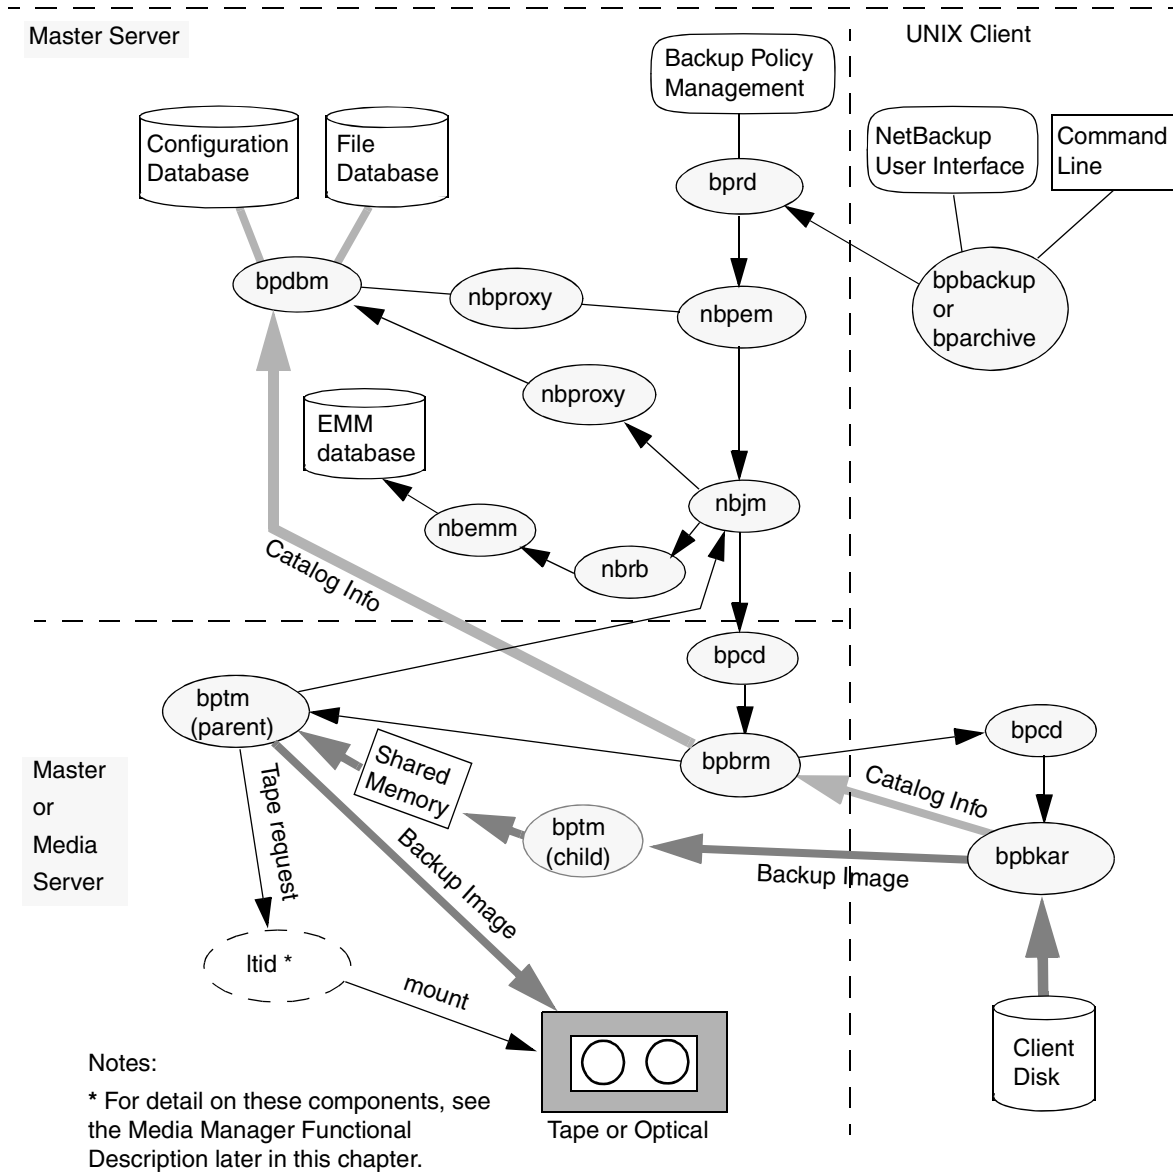 Master Server
UNIX Client
Backup Policy
Management
Configuration
Database
File
Database
NetBackup
User Interface
Command
Line
bprd
bpdbm
nbproxy
nbpem
bpbackup
or
bparchive
nbproxy
EMM
database
nbjm
nbemm
nbrb
Catalog Info
bpcd
bptm
(parent)
bpbrm
bpcd
Shared
Memory
Master
or
Media
Server
Tape request
Catalog Info
bptm
(child)
bpbkar
Backup Image
Backup Image
ltid *
mount
Client
Disk
Notes:
* For detail on these components, see
the Media Manager Functional
Description later in this chapter.
Tape or Optical